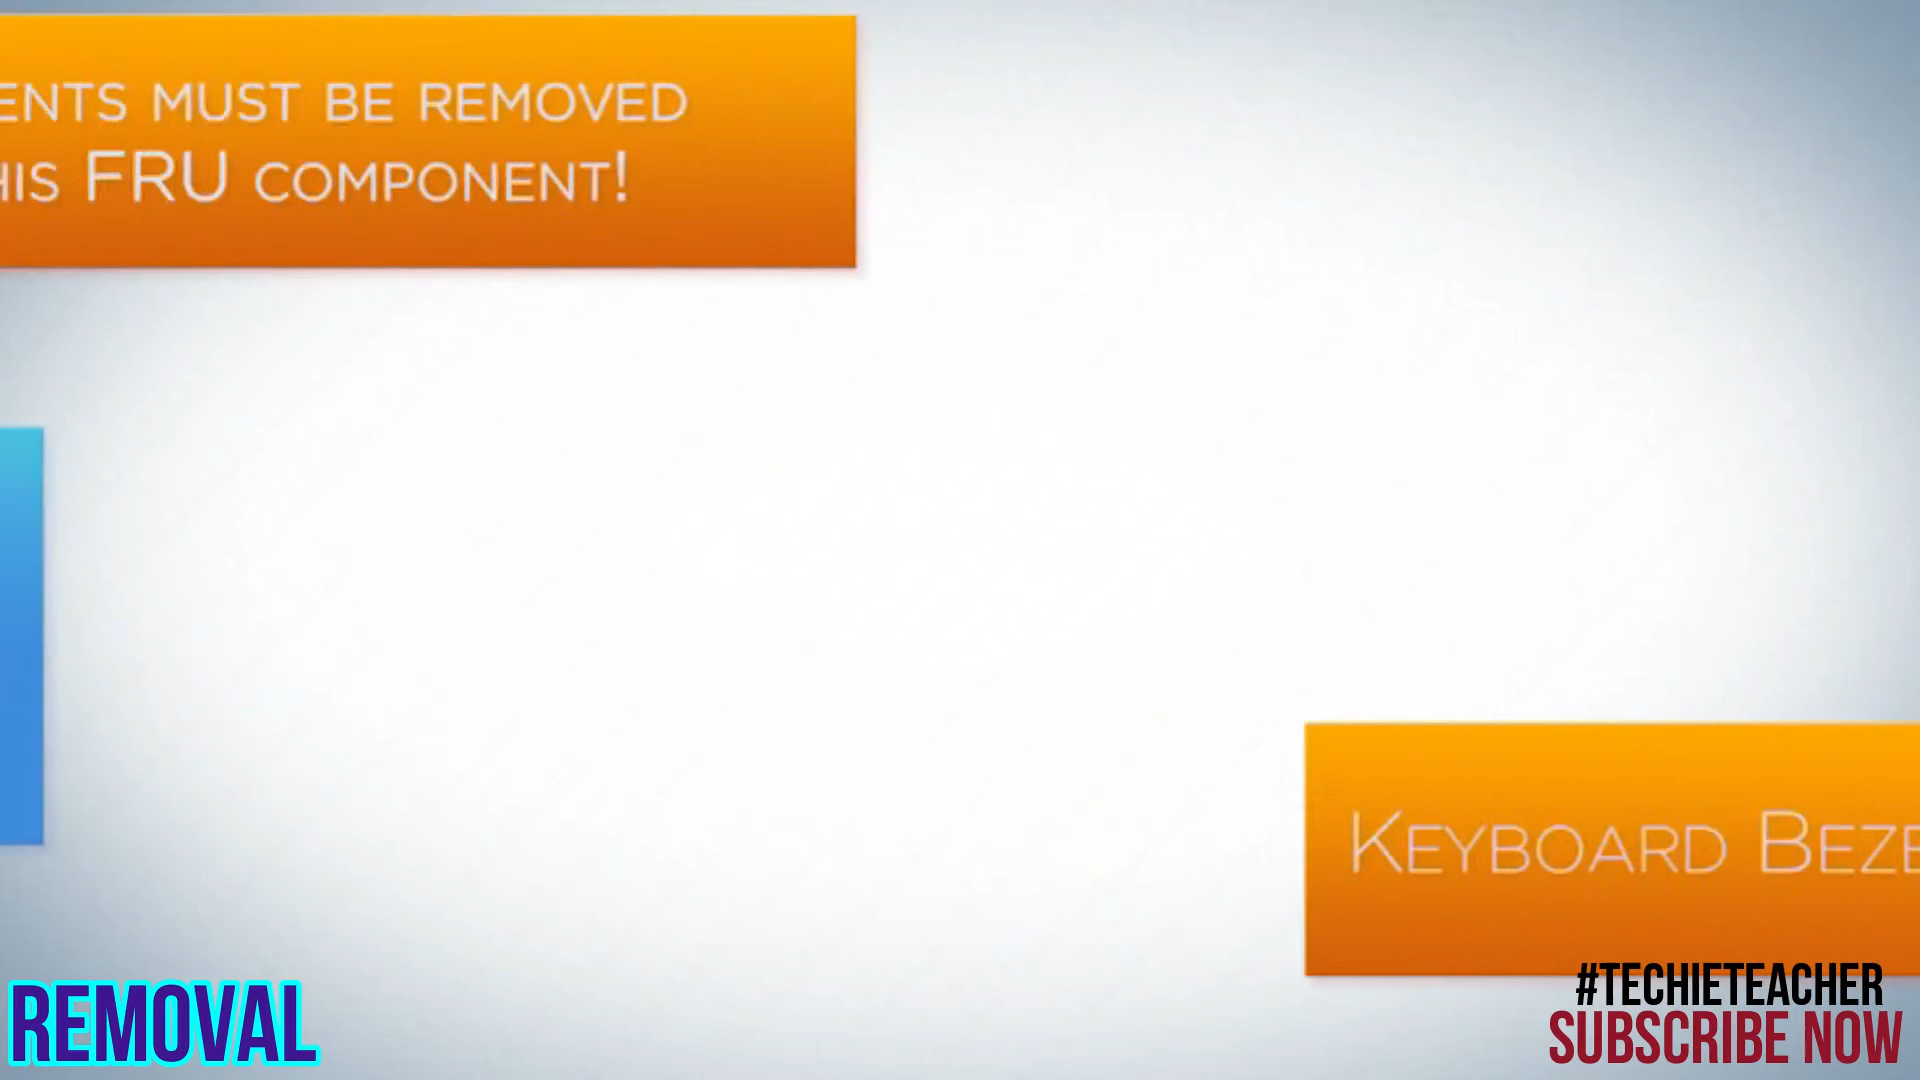 ENTS MUST BE REMOVED
HIS FRU COMPONENT!
KEYBOARD BEZE
REMOVAL
#TECHIETEACHER
SUBSCRIBE NOW